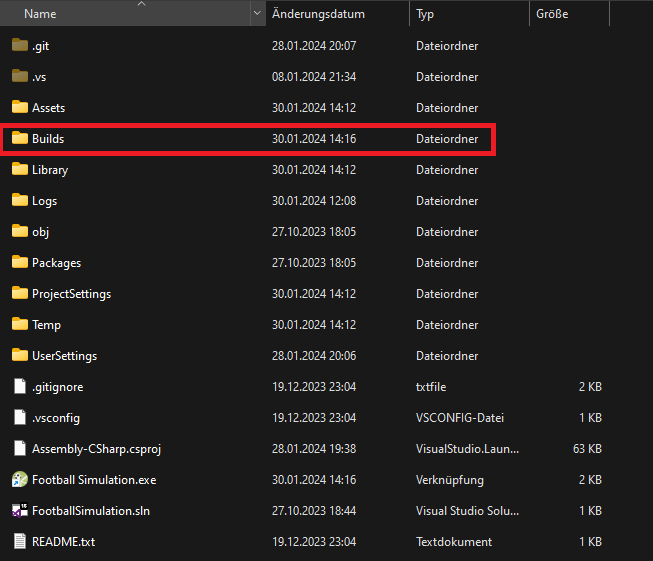 Name Änderungsdatum Typ Größe
.git 28.01.2024 20:07 Dateiordner
.vs 08.01.2024 21:34 Dateiordner
Assets 30.01.2024 14:12 Dateiordner
Builds 30.01.2024 14:16 Dateiordner
Library 30.01.2024 14:12 Dateiordner
Logs 30.01.2024 12:08 Dateiordner
obj 27.10.2023 18:05 Dateiordner
Packages 27.10.2023 18:05 Dateiordner
ProjectSettings 30.01.2024 14:12 Dateiordner
Temp 30.01.2024 14:12 Dateiordner
UserSettings 28.01.2024 20:06 Dateiordner
.gitignore 19.12.2023 23:04 txtfile 2 KB
.vsconfig 19.12.2023 23:04 VSCONFIG-Datei 1 KB
Assembly-CSharp.csproj 28.01.2024 19:38 VisualStudio.Laun... 63 KB
Football Simulation.exe 30.01.2024 14:16 Verknüpfung 2 KB
FootballSimulation.sln 27.10.2023 18:44 Visual Studio Solu... 1 KB
README.txt 19.12.2023 23:04 Textdokument 1 KB